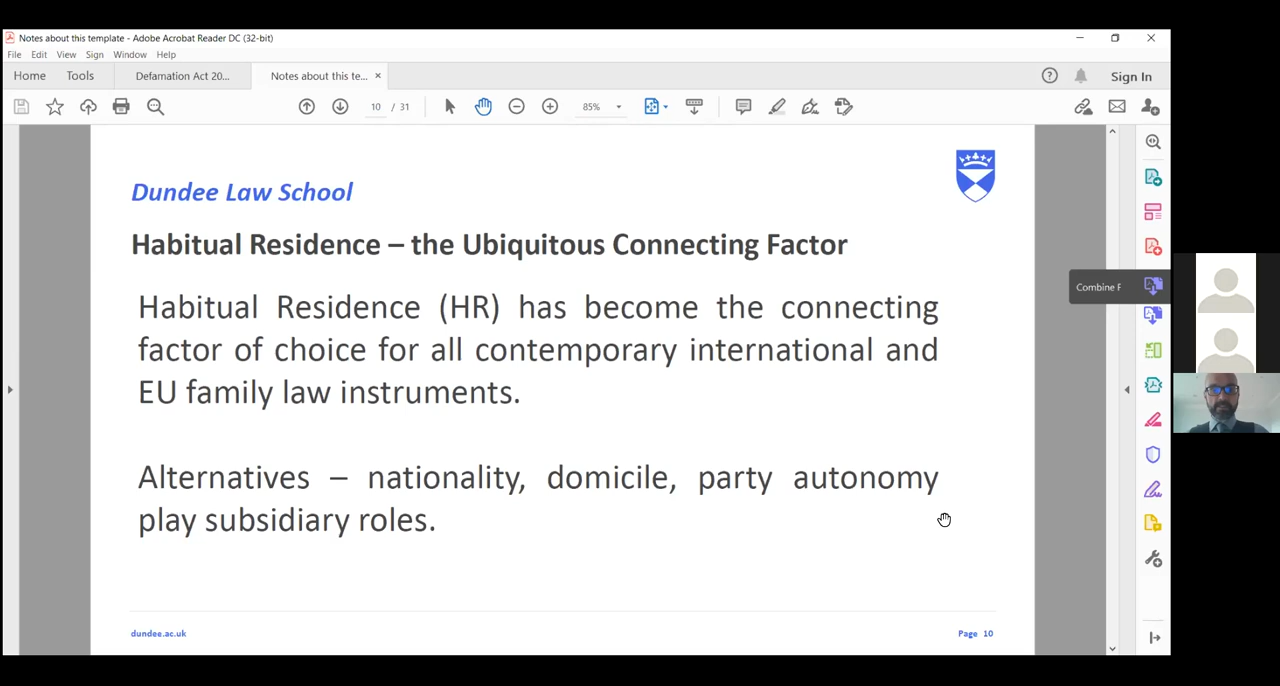 Notes about this template - Adobe Acrobat Reader DC (32-bit)
File Edit View Sign Window Help
Home Tools Defamation Act 20... Notes about this te... × Sign In
10 / 31 85%
Dundee Law School
Habitual Residence – the Ubiquitous Connecting Factor
Habitual Residence (HR) has become the connecting
factor of choice for all contemporary international and
EU family law instruments.
Combine F
Alternatives – nationality, domicile, party autonomy
play subsidiary roles.
dundee.ac.uk Page 10